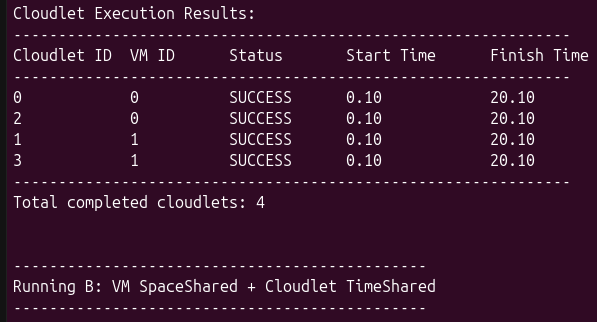 Cloudlet Execution Results:
--------------------------------------------------------------
Cloudlet ID  VM ID      Status       Start Time      Finish Time
--------------------------------------------------------------
0            0          SUCCESS      0.10            20.10
2            0          SUCCESS      0.10            20.10
1            1          SUCCESS      0.10            20.10
3            1          SUCCESS      0.10            20.10
--------------------------------------------------------------
Total completed cloudlets: 4
----------------------------------------------
Running B: VM SpaceShared + Cloudlet TimeShared
----------------------------------------------